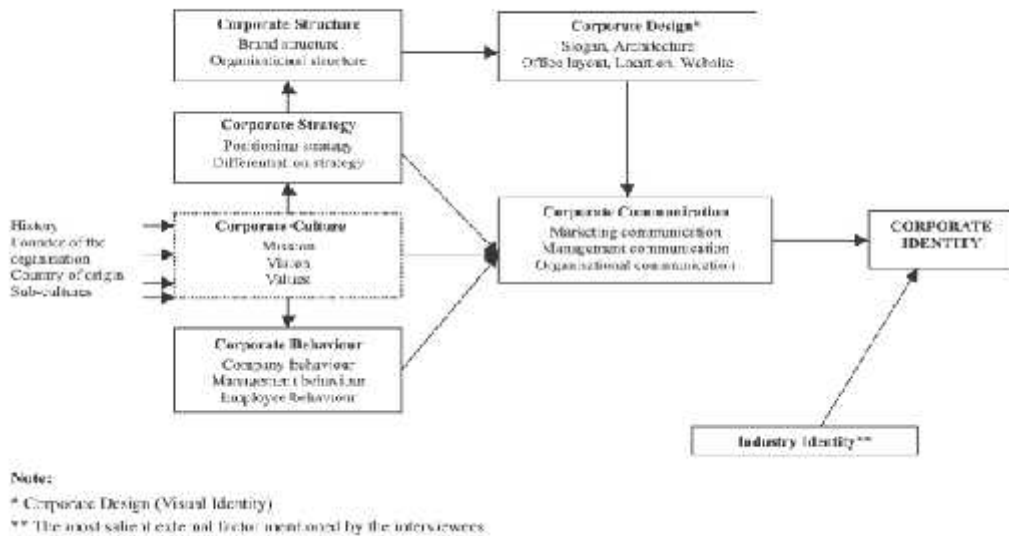 Corporate Structure
Brand structure
Organisational structure
Corporate Design*
Slogan, Architecture
Office layout, Location, Website
Corporate Strategy
Positioning strategy
Differentiation strategy
History
Founder of the
organisation
Country of origin
Sub-cultures
Corporate Culture
Mission
Vision
Values
Corporate Communication
Marketing communication
Management communication
Organisational communication
CORPORATE
IDENTITY
Corporate Behaviour
Company behaviour
Management behaviour
Employee behaviour
Industry Identity**
Note:
* Corporate Design (Visual Identity)
** The most salient external factor mentioned by the interviewees